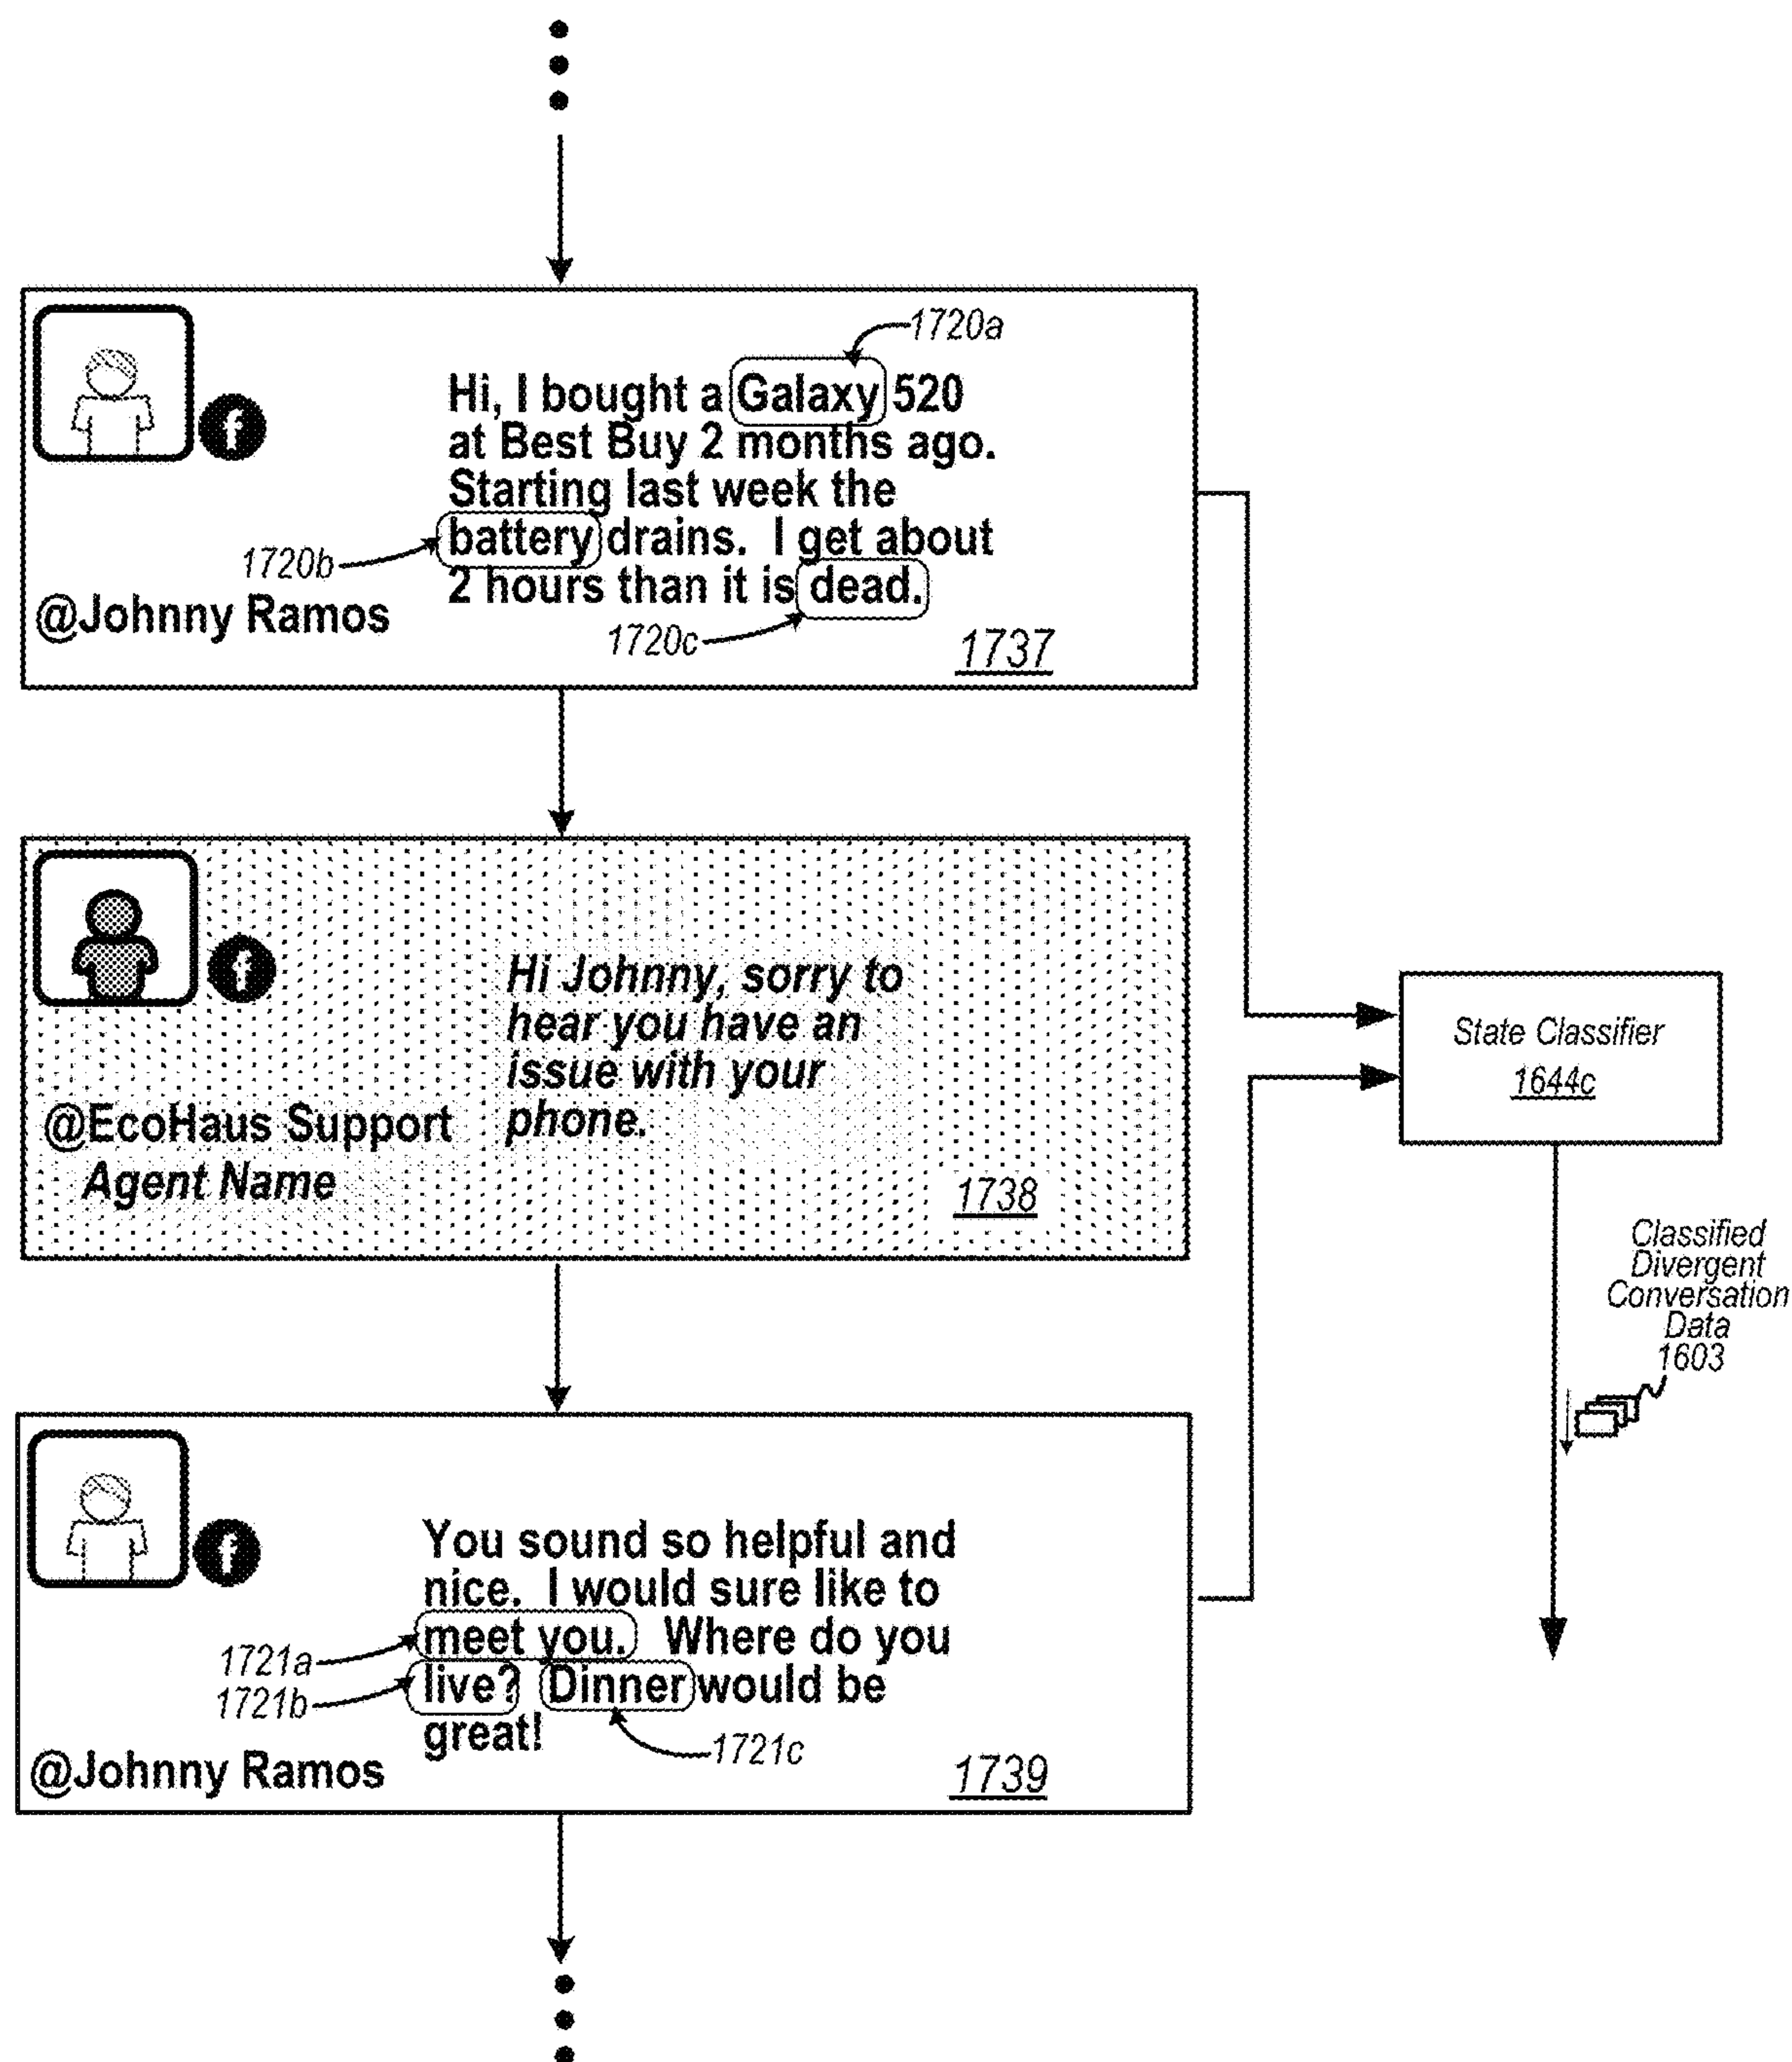 1720a
Hi, I bought a Galaxy 520
at Best Buy 2 months ago.
Starting last week the
battery drains. I get about
1720b
2 hours than it is dead.
@Johnny Ramos
1720c
1737
f
Hi Johnny, sorry to
hear you have an
issue with your
phone.
@EcoHaus Support
Agent Name
1738
f
State Classifier
1644c
Classified
Divergent
Conversation
Data
1603
You sound so helpful and
nice. I would sure like to
meet you. Where do you
1721a
live? Dinner would be
1721b
great!
1721c
@Johnny Ramos
1739
f